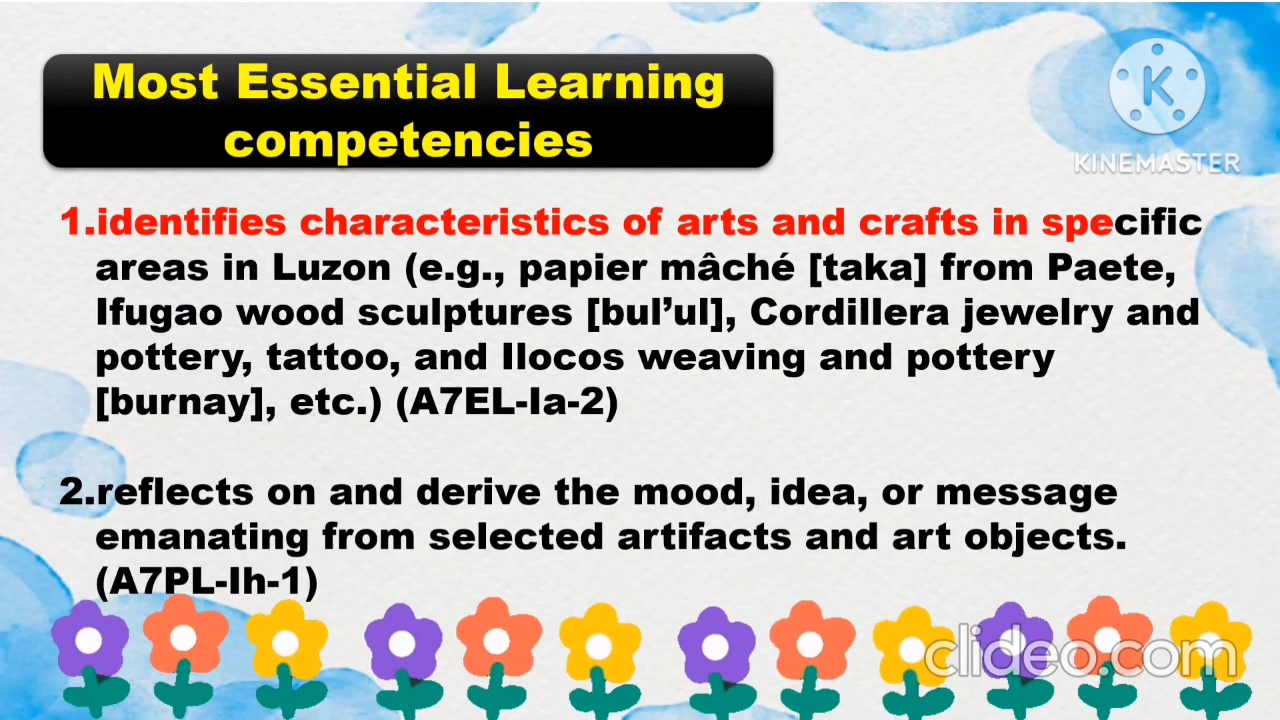 Most Essential Learning
competencies
K
KINEMASTER
1.identifies characteristics of arts and crafts in specific
areas in Luzon (e.g., papier mâché [taka] from Paete,
Ifugao wood sculptures [bul’ul], Cordillera jewelry and
pottery, tattoo, and Ilocos weaving and pottery
[burnay], etc.) (A7EL-Ia-2)
2.reflects on and derive the mood, idea, or message
emanating from selected artifacts and art objects.
(A7PL-Ih-1)
clideo.com